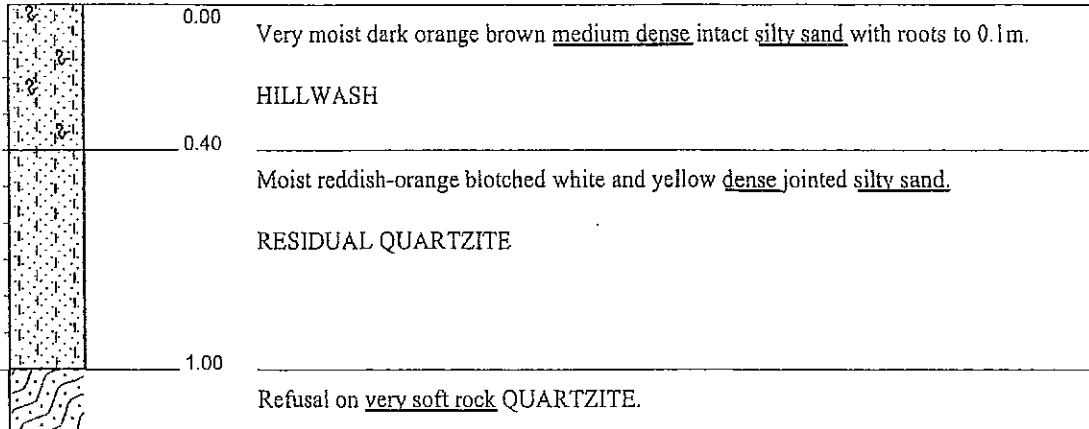 0.00
Very moist dark orange brown medium dense intact silty sand with roots to 0.1m.
HILLWASH
0.40
Moist reddish-orange blotched white and yellow dense jointed silty sand.
RESIDUAL QUARTZITE
1.00
Refusal on very soft rock QUARTZITE.